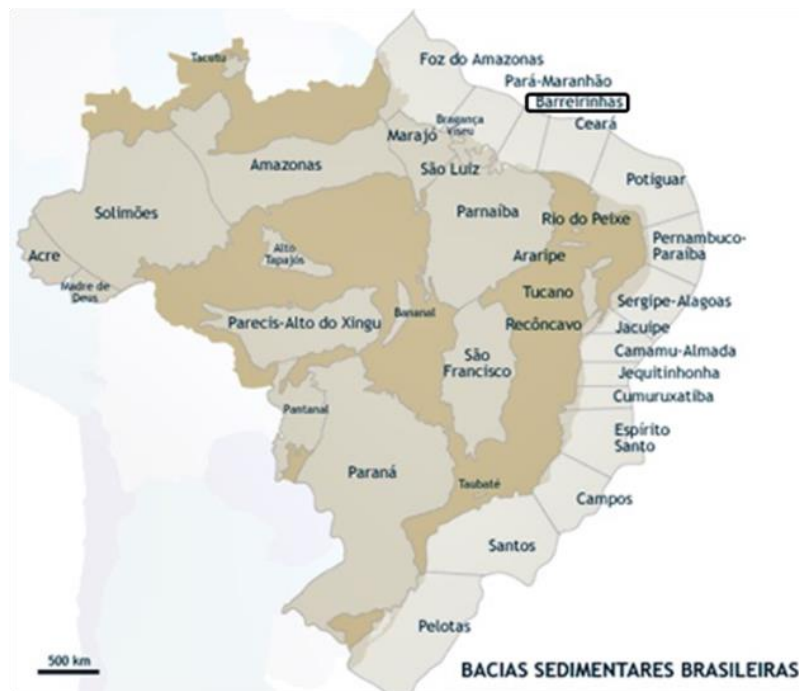 Tacutu
Foz do Amazonas
Pará-Maranhão
Barreirinhas
Ceará
Bragança
Viseu
Marajó
São Luiz
Amazonas
Potiguar
Solimões
Parnaíba
Rio do Peixe
Pernambuco-
Paraíba
Acre
Alto
Tapajós
Araripe
Madre de
Deus
Tucano
Sergipe-Alagoas
Bananal
Parecis-Alto do Xingu
Recôncavo
Jacuípe
São
Francisco
Camamu-Almada
Jequitinhonha
Cumuruxatiba
Pantanal
Espírito
Santo
Paraná
Taubaté
Campos
Santos
Pelotas
500 km
BACIAS SEDIMENTARES BRASILEIRAS